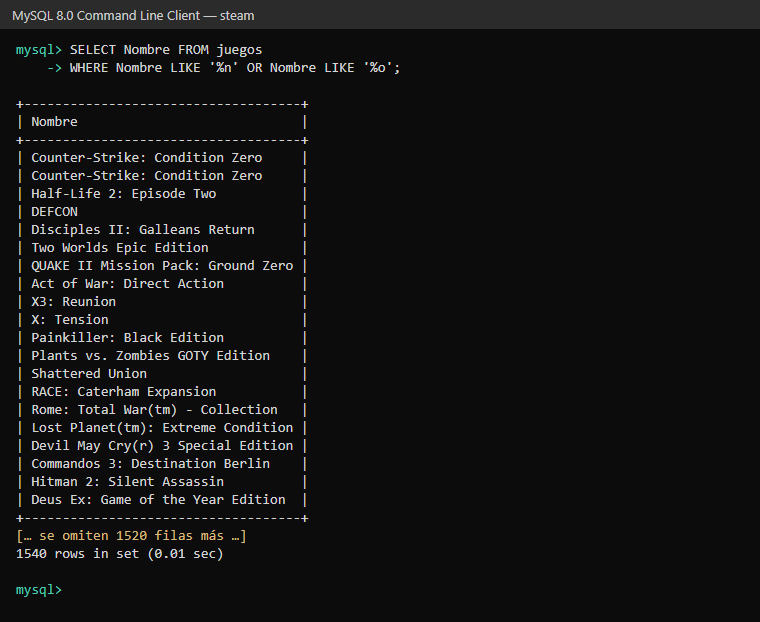 MySQL 8.0 Command Line Client — steam
mysql> SELECT Nombre FROM juegos
    -> WHERE Nombre LIKE '%n' OR Nombre LIKE '%o';
+------------------------------------+
| Nombre                             |
+------------------------------------+
| Counter-Strike: Condition Zero     |
| Counter-Strike: Condition Zero     |
| Half-Life 2: Episode Two           |
| DEFCON                             |
| Disciples II: Galleans Return      |
| Two Worlds Epic Edition            |
| QUAKE II Mission Pack: Ground Zero |
| Act of War: Direct Action          |
| X3: Reunion                        |
| X: Tension                         |
| Painkiller: Black Edition          |
| Plants vs. Zombies GOTY Edition    |
| Shattered Union                    |
| RACE: Caterham Expansion           |
| Rome: Total War(tm) - Collection   |
| Lost Planet(tm): Extreme Condition |
| Devil May Cry(r) 3 Special Edition |
| Commandos 3: Destination Berlin    |
| Hitman 2: Silent Assassin          |
| Deus Ex: Game of the Year Edition  |
+------------------------------------+
[… se omiten 1520 filas más …]
1540 rows in set (0.01 sec)
mysql>